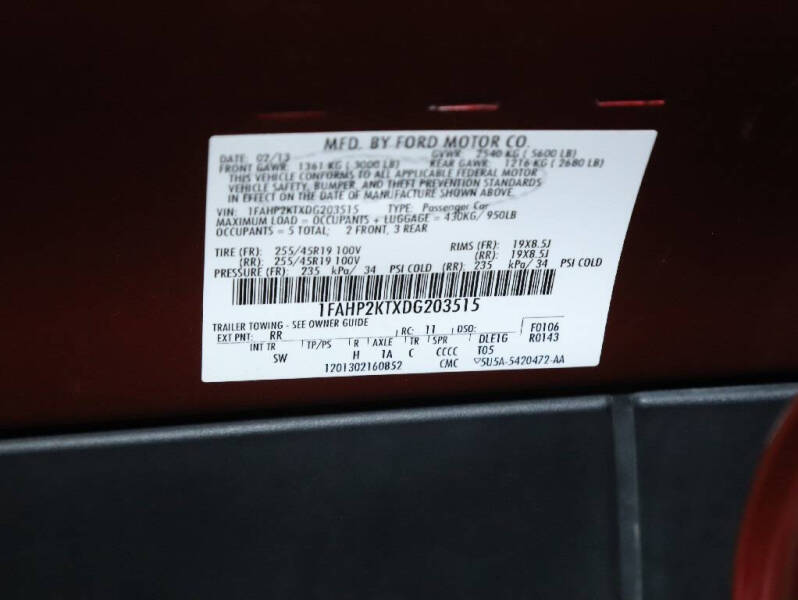 MFD. BY FORD MOTOR CO.
DATE: 02/13 GVWR: 2540 KG ( 5600 LB)
FRONT GAWR: 1361 KG ( 3000 LB) REAR GAWR: 1216 KG ( 2680 LB)
THIS VEHICLE CONFORMS TO ALL APPLICABLE FEDERAL MOTOR
VEHICLE SAFETY, BUMPER, AND THEFT PREVENTION STANDARDS
IN EFFECT ON THE DATE OF MANUFACTURE SHOWN ABOVE.
VIN: 1FAHP2KTXDG203515 TYPE: Passenger Car
MAXIMUM LOAD = OCCUPANTS + LUGGAGE = 430KG/ 950LB
OCCUPANTS = 5 TOTAL; 2 FRONT, 3 REAR
TIRE (FR): 255/45R19 100V RIMS (FR): 19X8.5J
(RR): 255/45R19 100V (RR): 19X8.5J
PRESSURE (FR): 235 kPa/ 34 PSI COLD (RR): 235 kPa/ 34 PSI COLD
1FAHP2KTXDG203515
TRAILER TOWING - SEE OWNER GUIDE
EXT PNT: RR RC: 11 DSO: F0106
INT TR TP/PS R AXLE TR SPR DLE1G R0143
SW H 1A C CCCC T05
1201302160852 CMC 5U5A-5420472-AA